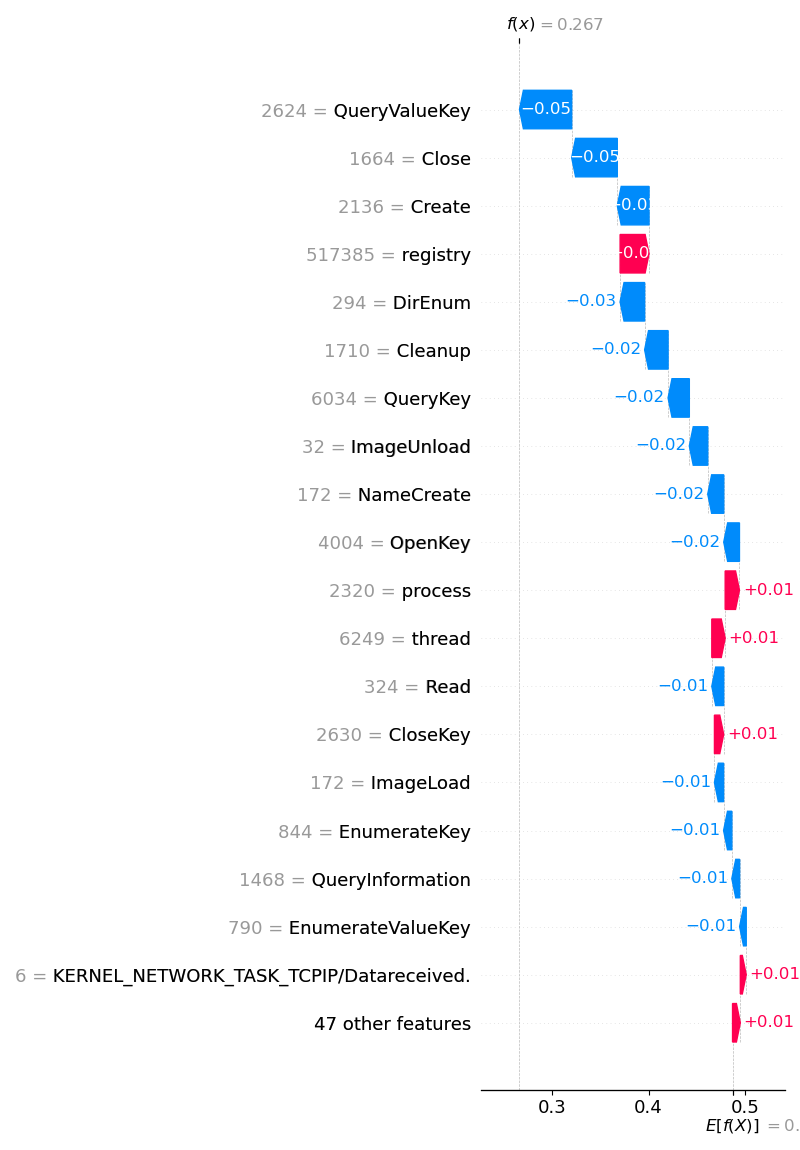 f(x) = 0.267
2624 = QueryValueKey −0.05
1664 = Close −0.05
2136 = Create
517385 = registry
294 = DirEnum −0.03
1710 = Cleanup −0.02
6034 = QueryKey −0.02
32 = ImageUnload −0.02
172 = NameCreate −0.02
4004 = OpenKey −0.02
2320 = process +0.01
6249 = thread +0.01
324 = Read −0.01
2630 = CloseKey +0.01
172 = ImageLoad −0.01
844 = EnumerateKey −0.01
1468 = QueryInformation −0.01
790 = EnumerateValueKey −0.01
6 = KERNEL_NETWORK_TASK_TCPIP/Datareceived. +0.01
47 other features +0.01
0.3 0.4 0.5
E[f(X)] = 0.